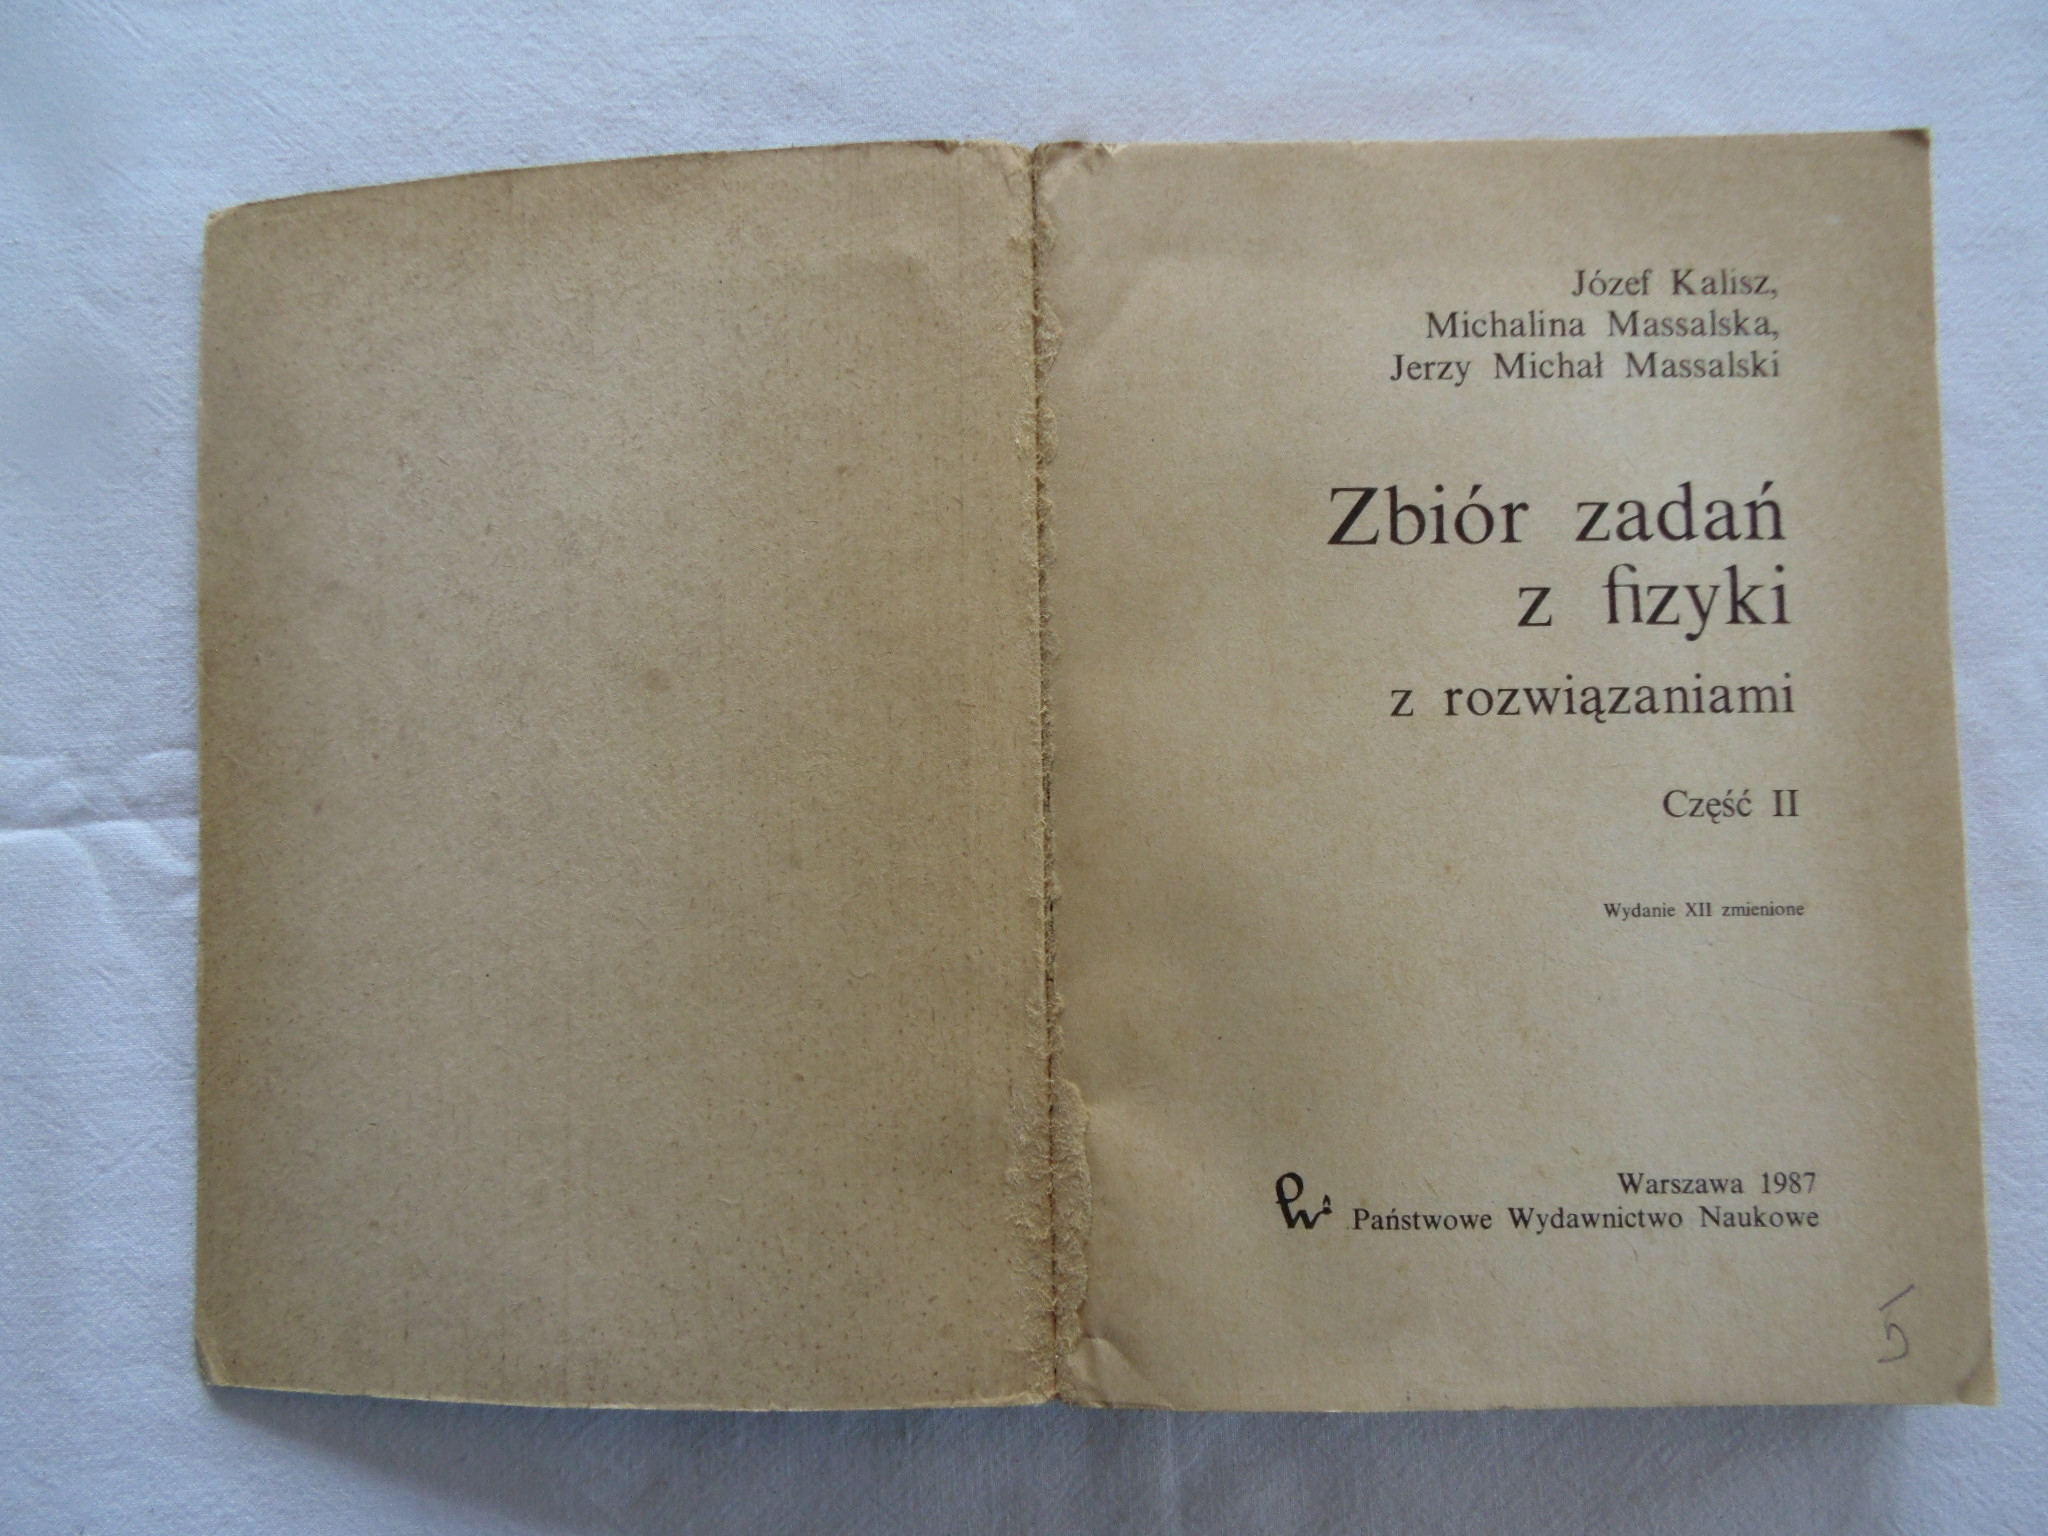 Józef Kalisz,
Michalina Massalska,
Jerzy Michał Massalski
Zbiór zadań
z fizyki
z rozwiązaniami
Część II
Wydanie XII zmienione
Warszawa 1987
Państwowe Wydawnictwo Naukowe
5